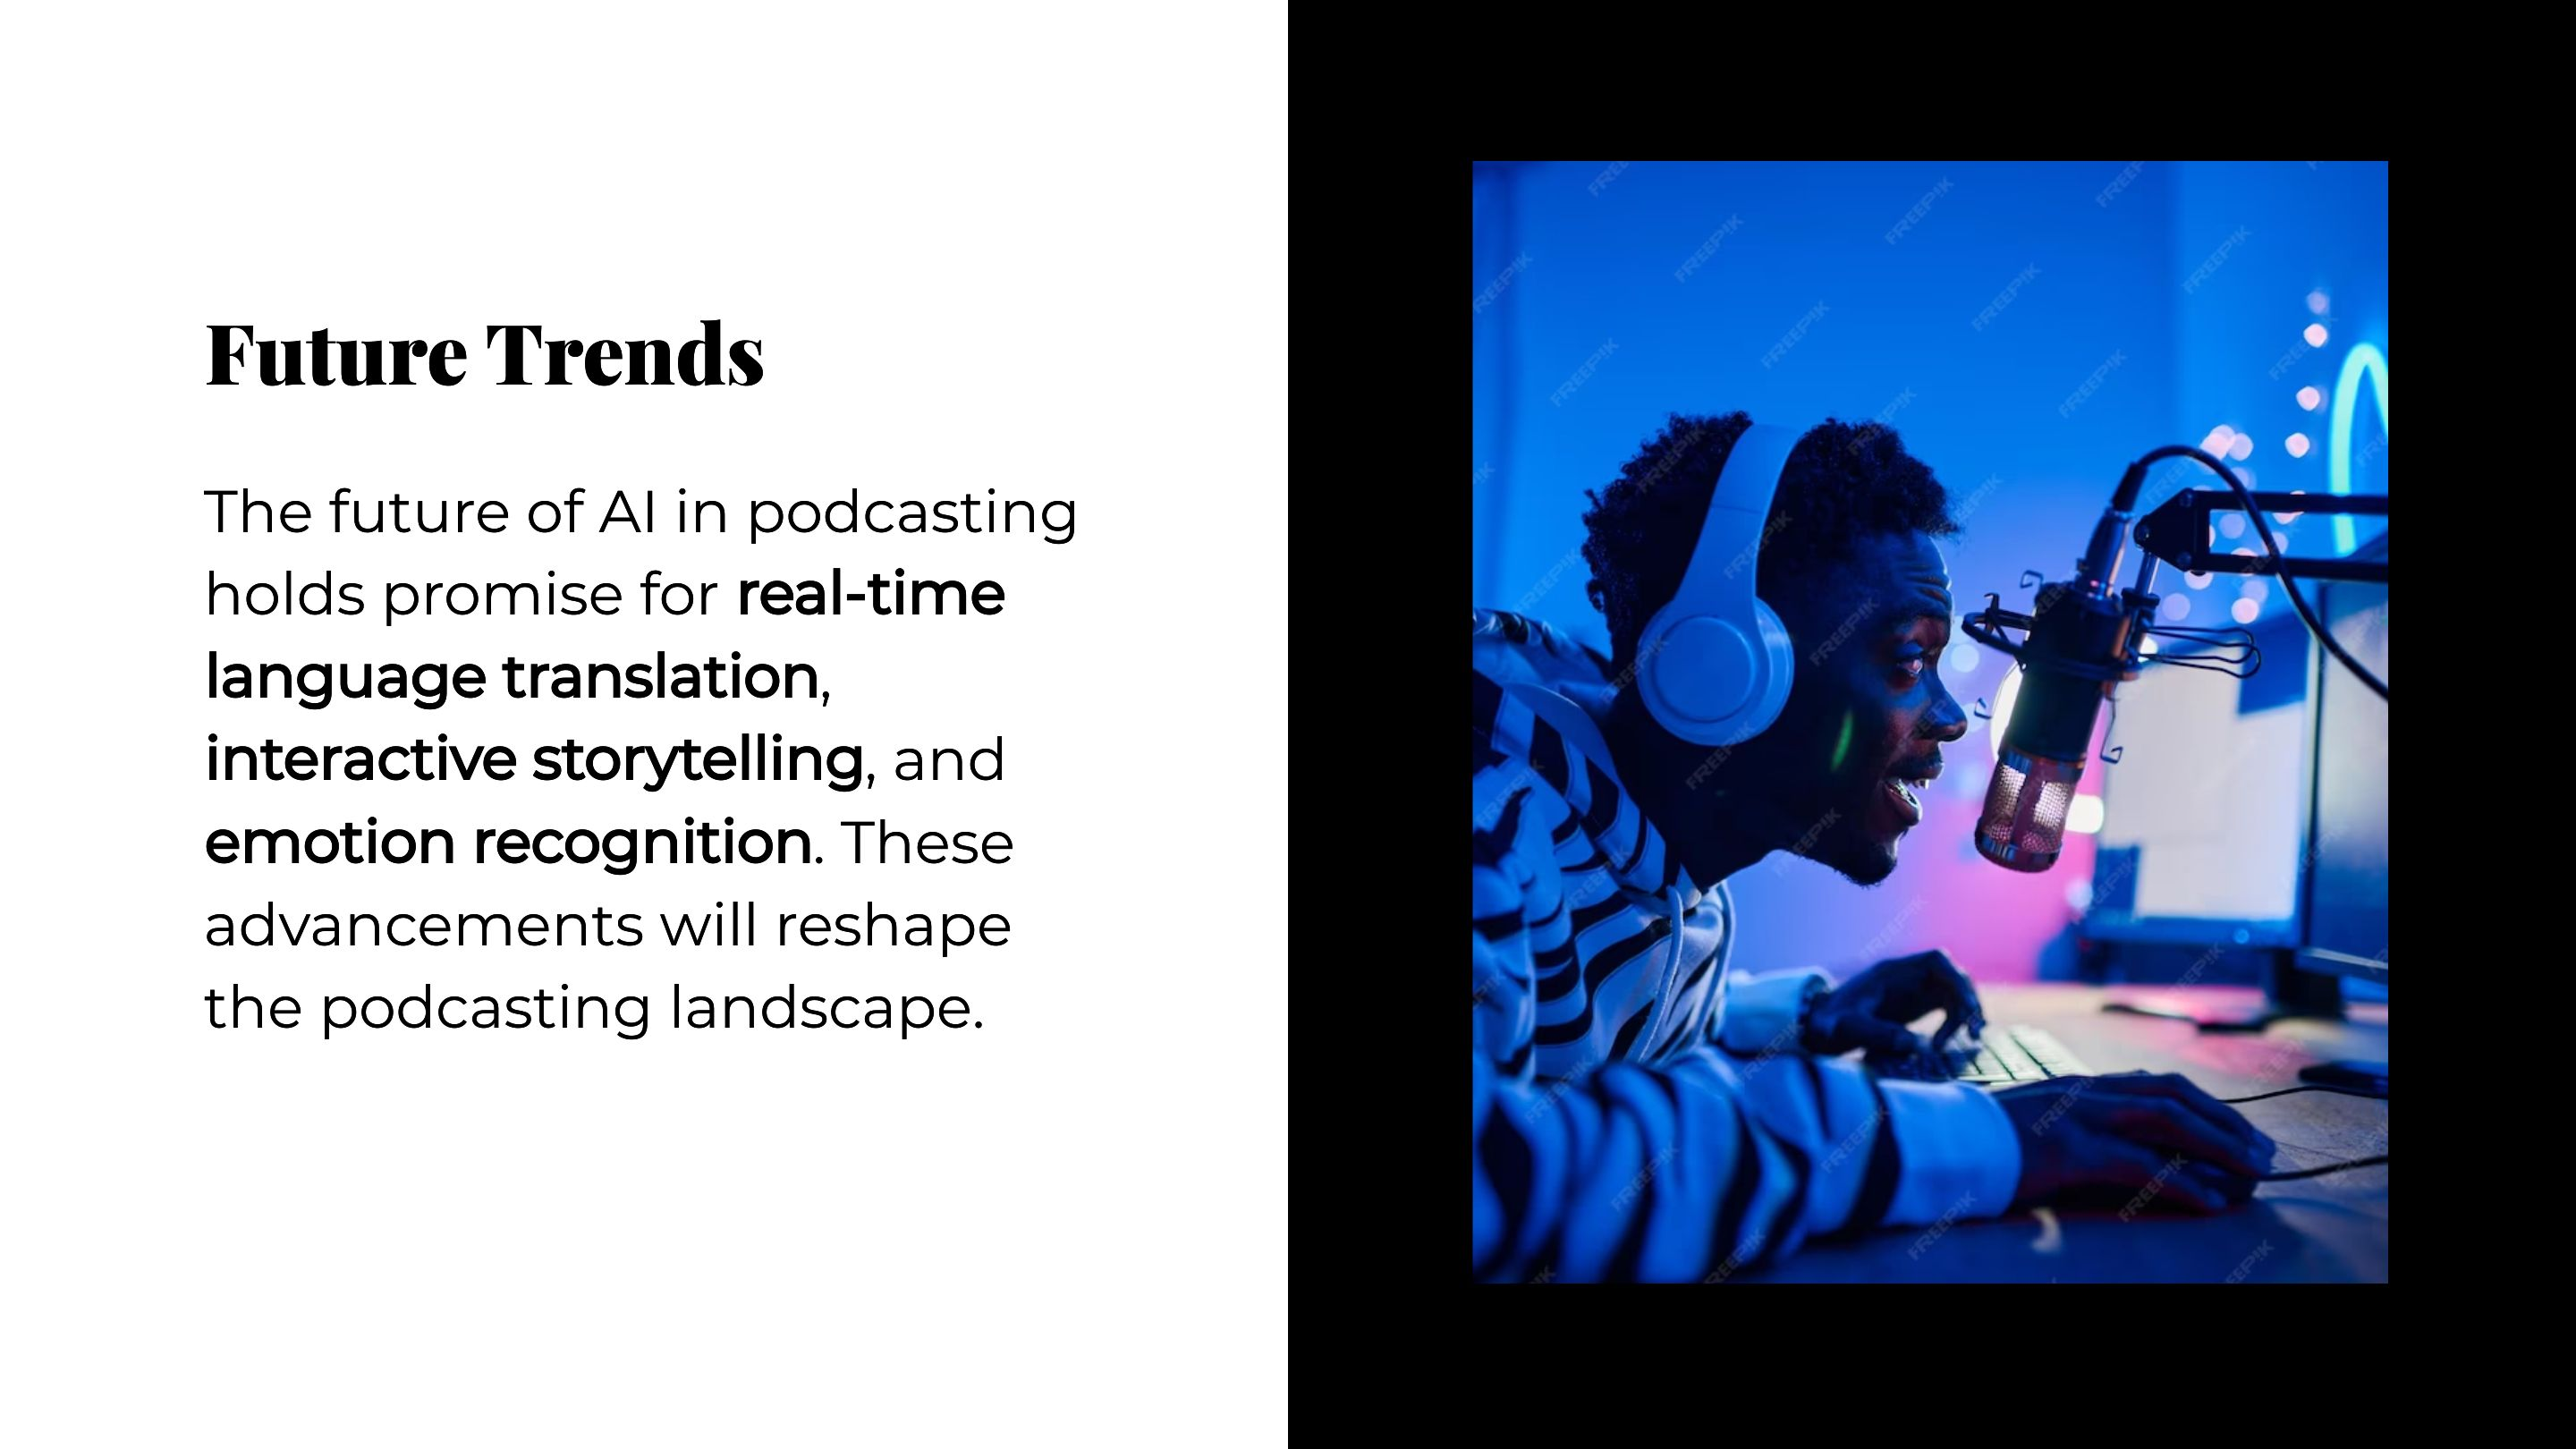 Future Trends
The future of AI in podcasting
holds promise for real-time
language translation,
interactive storytelling, and
emotion recognition. These
advancements will reshape
the podcasting landscape.
FREEPIK